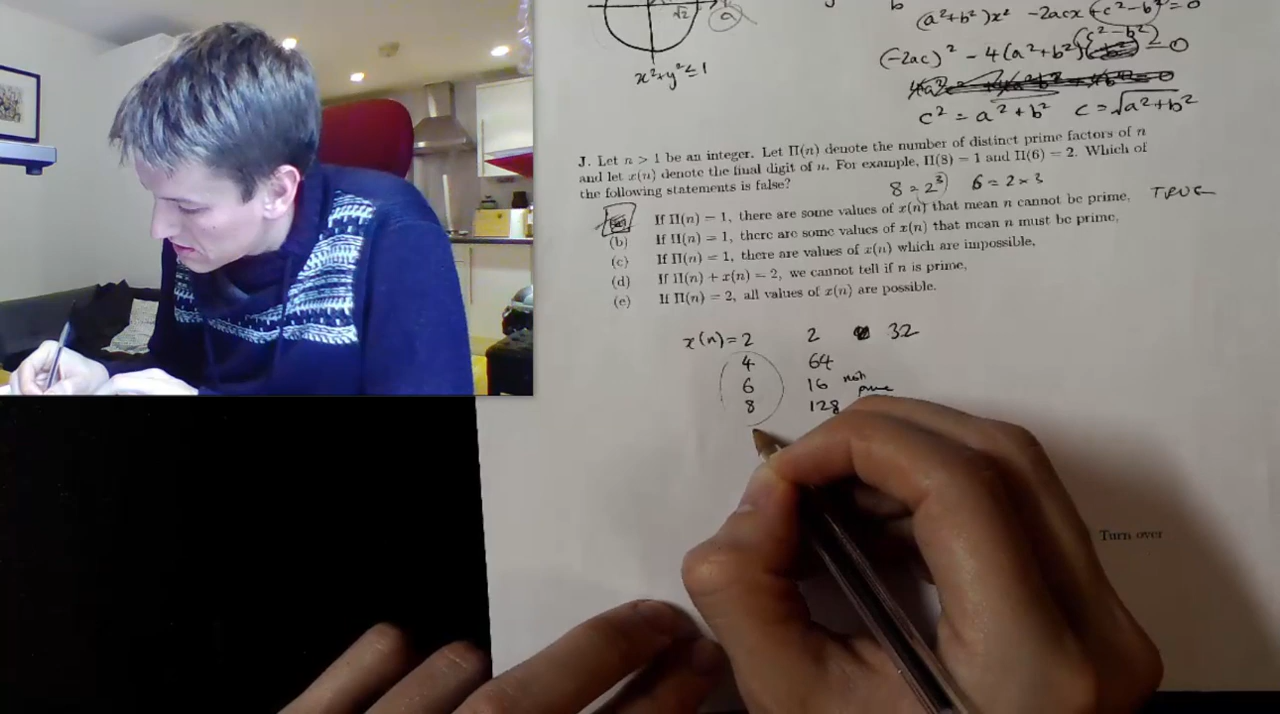 √2
a
x²+y²≤1
b
(a²+b²)x² -2acx +c²-b² = 0
(-2ac)² - 4(a²+b²)(c²-b²) = 0
c² = a²+b² c = √a²+b²
J. Let n > 1 be an integer. Let Π(n) denote the number of distinct prime factors of n
and let x(n) denote the final digit of n. For example, Π(8) = 1 and Π(6) = 2. Which of
the following statements is false?
8 = 2³ 6 = 2 × 3
If Π(n) = 1, there are some values of x(n) that mean n cannot be prime, TRUE
(b) If Π(n) = 1, there are some values of x(n) that mean n must be prime,
(c) If Π(n) = 1, there are values of x(n) which are impossible,
(d) If Π(n) + x(n) = 2, we cannot tell if n is prime,
(e) If Π(n) = 2, all values of x(n) are possible.
x(n) = 2 2 32
4 64
6 16 not
prime
8 128
Turn over